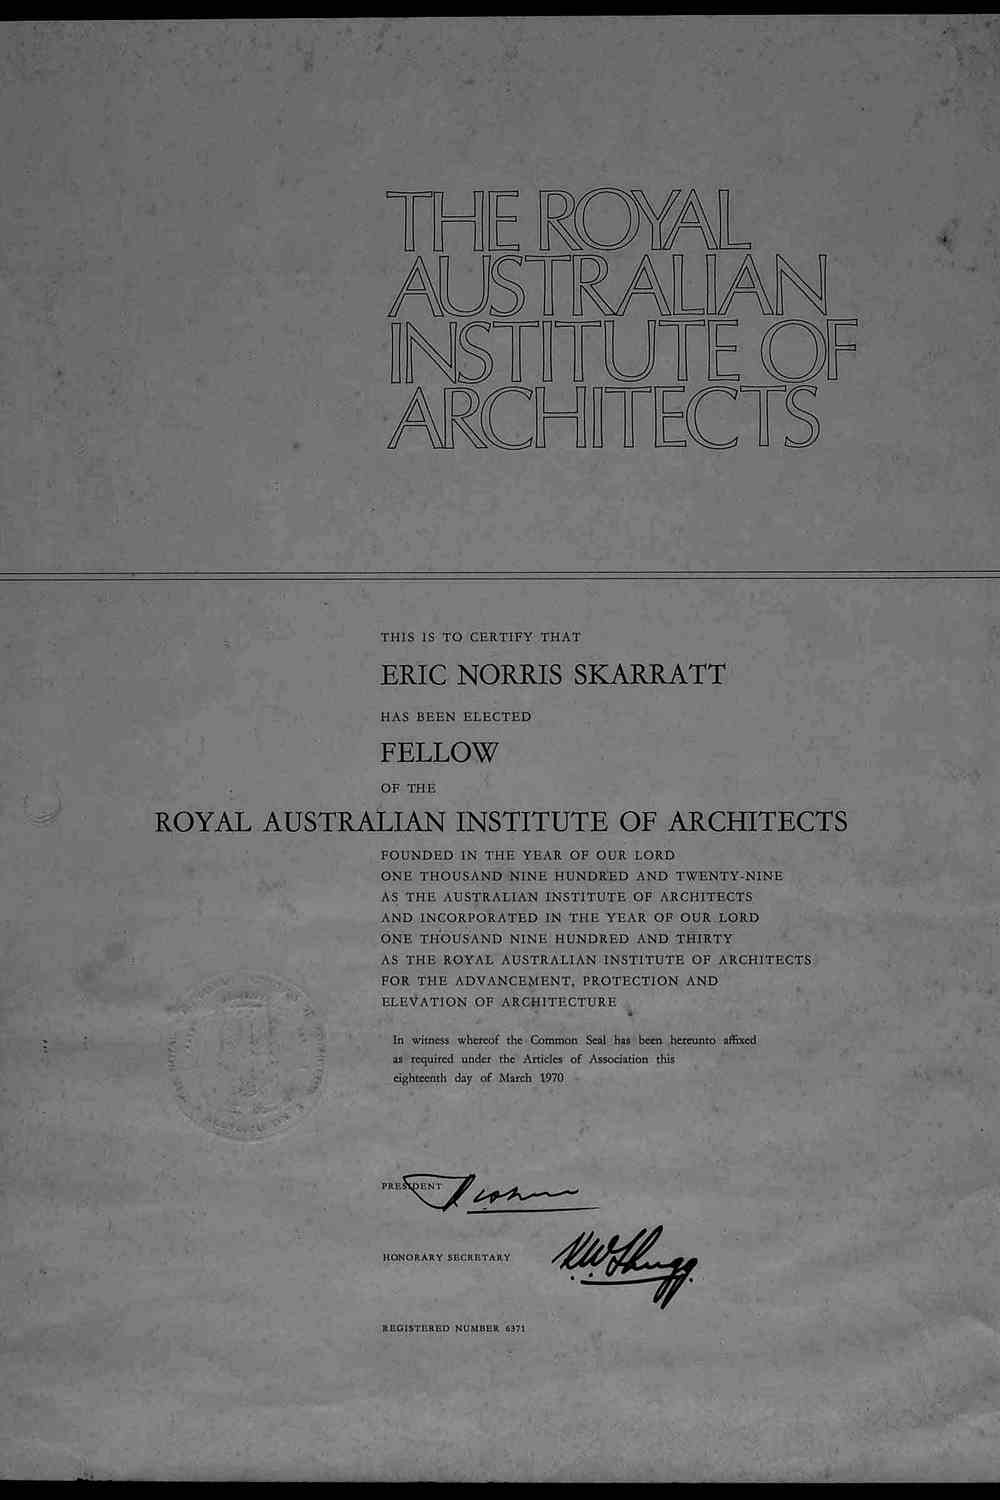 THE ROYAL
AUSTRALIAN
INSTITUTE OF
ARCHITECTS
THIS IS TO CERTIFY THAT
ERIC NORRIS SKARRATT
HAS BEEN ELECTED
FELLOW
OF THE
ROYAL AUSTRALIAN INSTITUTE OF ARCHITECTS
FOUNDED IN THE YEAR OF OUR LORD
ONE THOUSAND NINE HUNDRED AND TWENTY-NINE
AS THE AUSTRALIAN INSTITUTE OF ARCHITECTS
AND INCORPORATED IN THE YEAR OF OUR LORD
ONE THOUSAND NINE HUNDRED AND THIRTY
AS THE ROYAL AUSTRALIAN INSTITUTE OF ARCHITECTS
FOR THE ADVANCEMENT, PROTECTION AND
ELEVATION OF ARCHITECTURE
In witness whereof the Common Seal has been hereunto affixed
as required under the Articles of Association this
eighteenth day of March 1970
PRESIDENT
HONORARY SECRETARY
REGISTERED NUMBER 6371